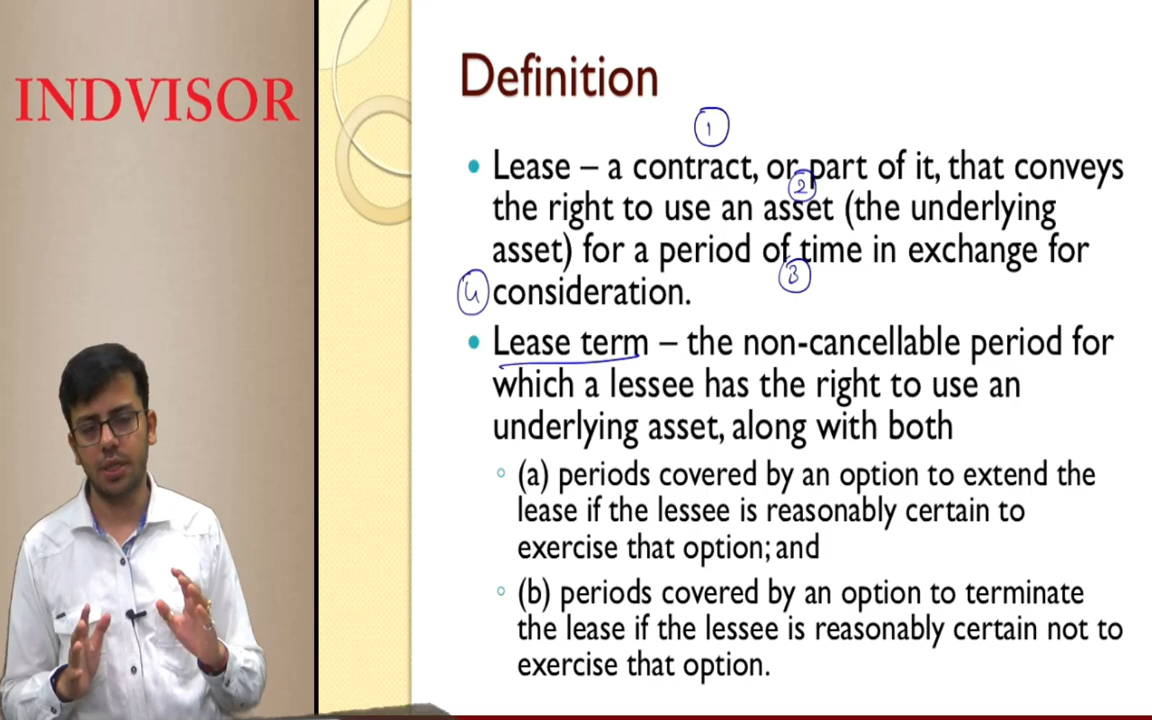 INDVISOR
Definition
1
• Lease – a contract, or part of it, that conveys
2
the right to use an asset (the underlying
asset) for a period of time in exchange for
3
4 consideration.
• Lease term – the non-cancellable period for
which a lessee has the right to use an
underlying asset, along with both
◦ (a) periods covered by an option to extend the
lease if the lessee is reasonably certain to
exercise that option; and
◦ (b) periods covered by an option to terminate
the lease if the lessee is reasonably certain not to
exercise that option.